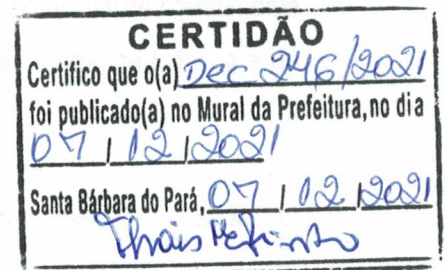 CERTIDÃO
Certifico que o(a) Dec 246/2021
foi publicado(a) no Mural da Prefeitura, no dia
07 / 12 / 2021
Santa Bárbara do Pará, 07 / 12 / 2021
Thais